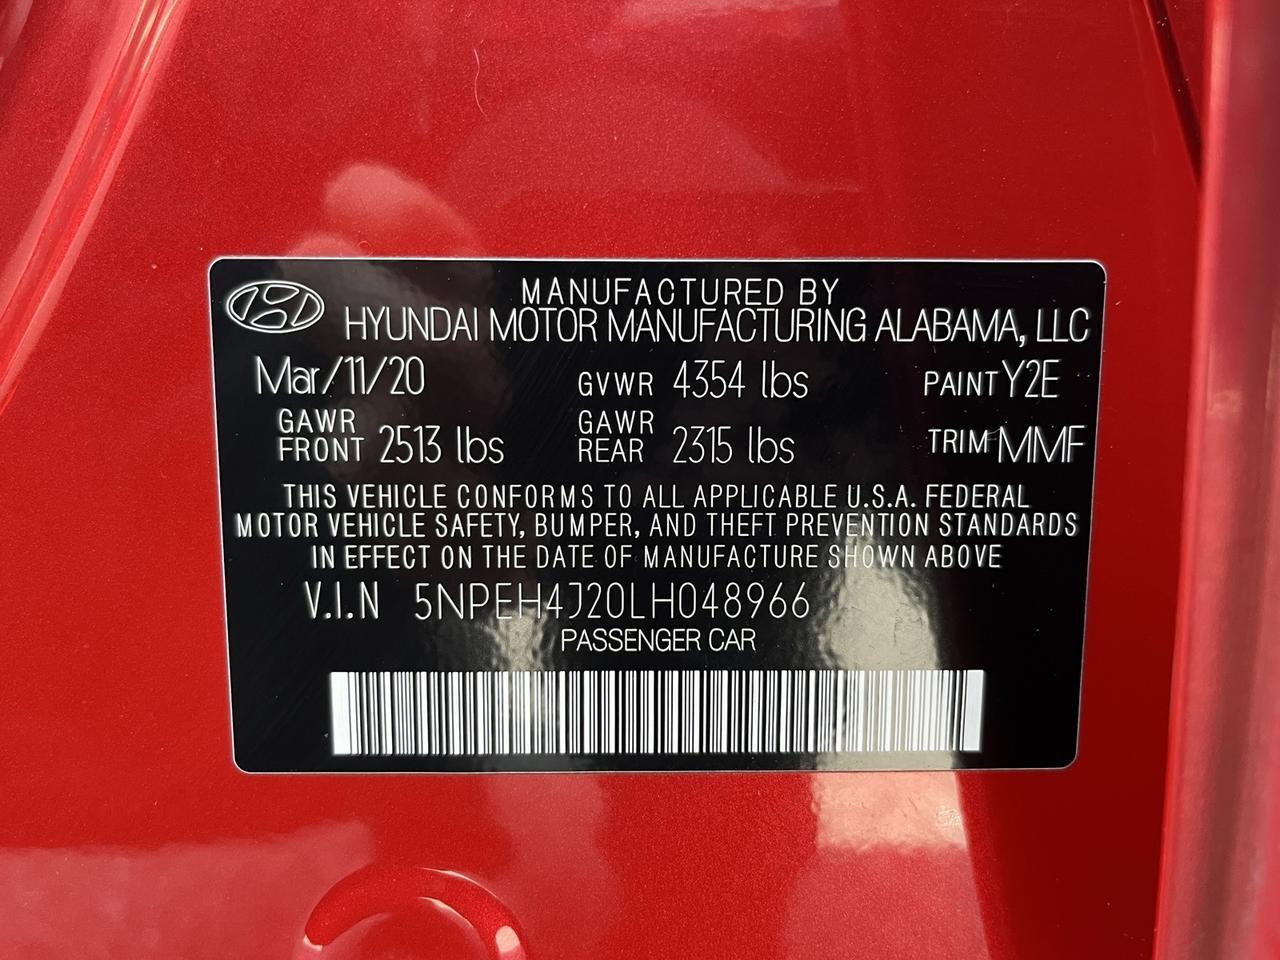 MANUFACTURED BY
HYUNDAI MOTOR MANUFACTURING ALABAMA, LLC
Mar/11/20 GVWR 4354 lbs PAINT Y2E
GAWR FRONT 2513 lbs GAWR REAR 2315 lbs TRIM MMF
THIS VEHICLE CONFORMS TO ALL APPLICABLE U.S.A. FEDERAL
MOTOR VEHICLE SAFETY, BUMPER, AND THEFT PREVENTION STANDARDS
IN EFFECT ON THE DATE OF MANUFACTURE SHOWN ABOVE
V.I.N 5NPEH4J20LH048966
PASSENGER CAR